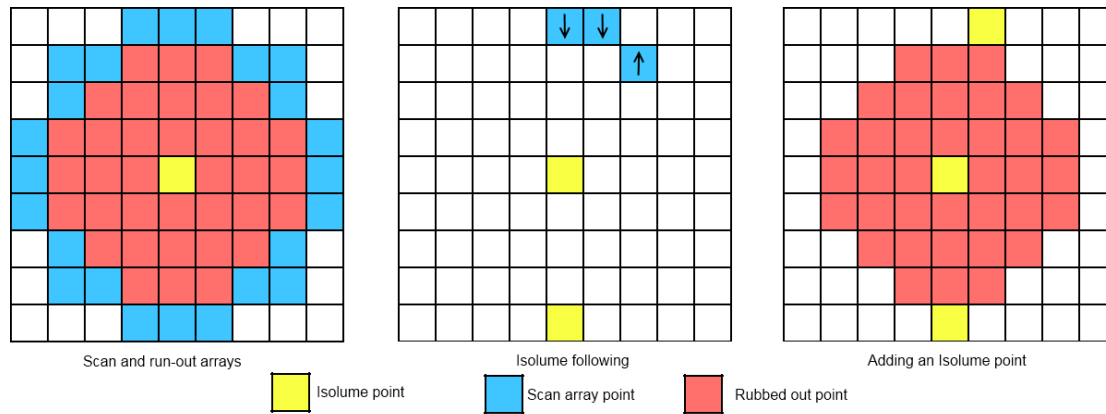 Scan and run-out arrays
Isolume following
Adding an Isolume point
Isolume point
Scan array point
Rubbed out point